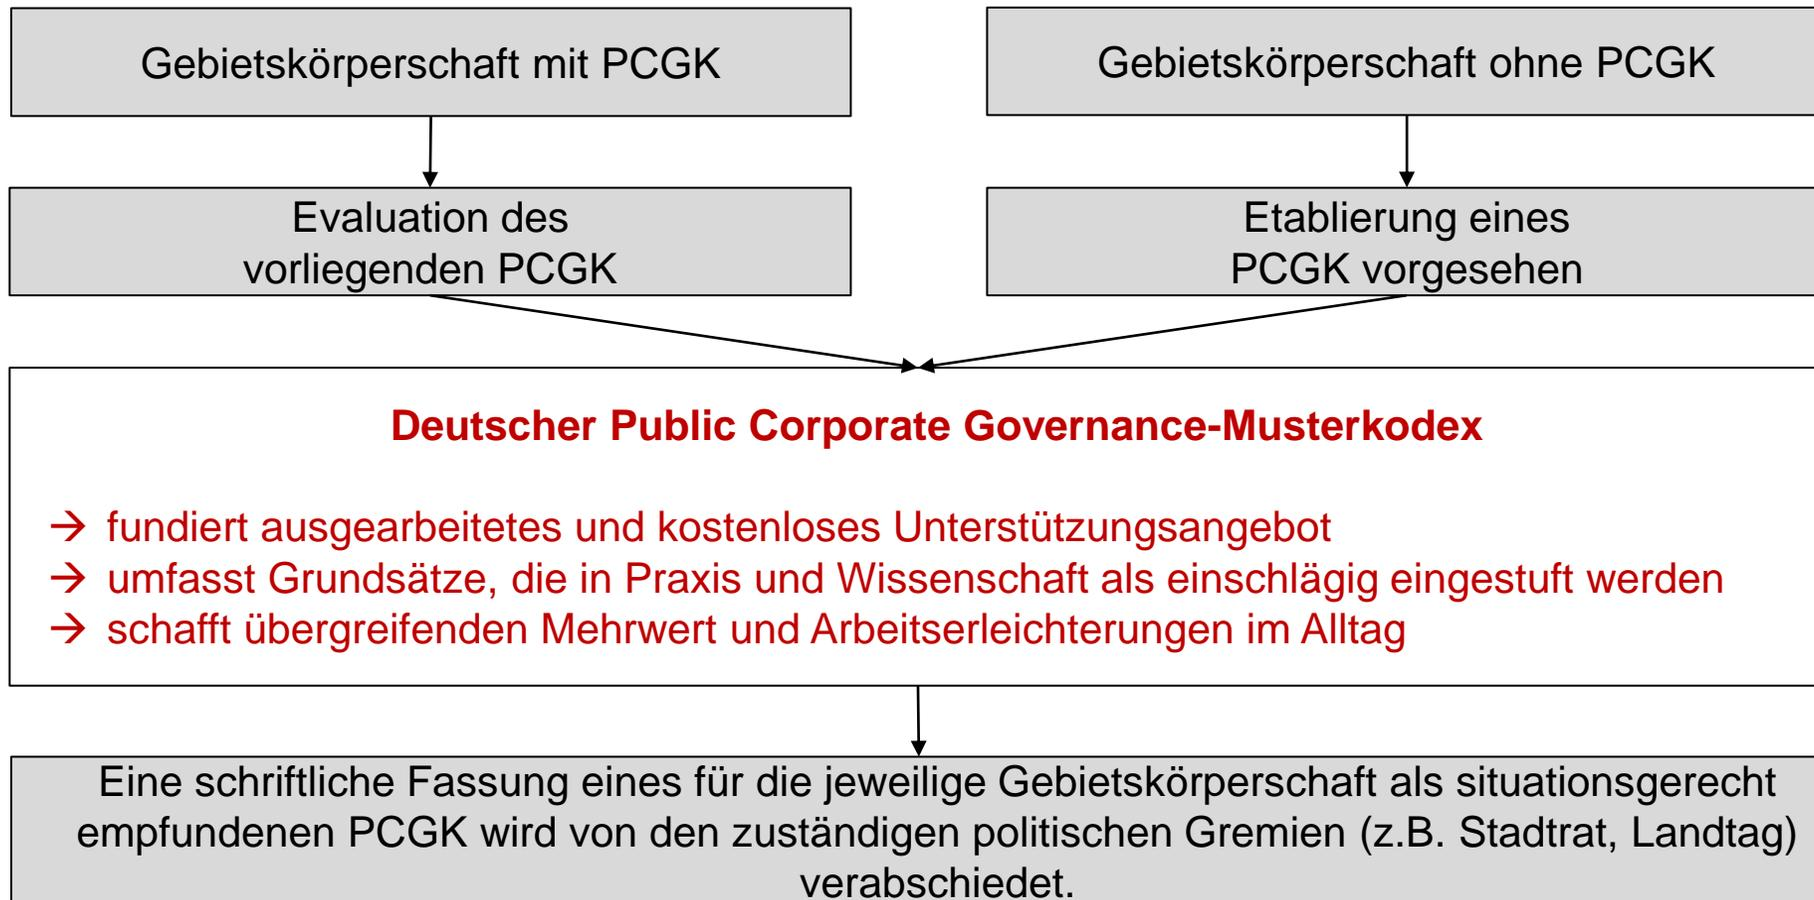 Gebietskörperschaft mit PCGK
Gebietskörperschaft ohne PCGK
Evaluation des
vorliegenden PCGK
Etablierung eines
PCGK vorgesehen
Deutscher Public Corporate Governance-Musterkodex
→ fundiert ausgearbeitetes und kostenloses Unterstützungsangebot
→ umfasst Grundsätze, die in Praxis und Wissenschaft als einschlägig eingestuft werden
→ schafft übergreifenden Mehrwert und Arbeitserleichterungen im Alltag
Eine schriftliche Fassung eines für die jeweilige Gebietskörperschaft als situationsgerecht
empfundenen PCGK wird von den zuständigen politischen Gremien (z.B. Stadtrat, Landtag)
verabschiedet.